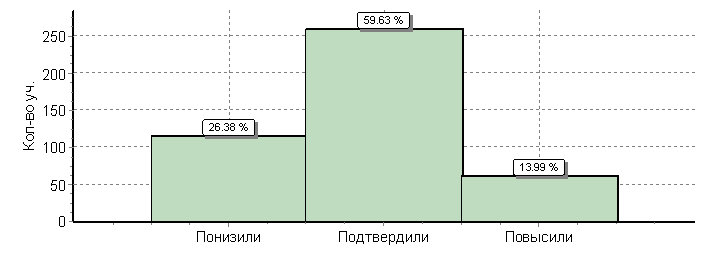 Кол-во уч.
250
200
150
100
50
0
26.38 %
59.63 %
13.99 %
Понизили
Подтвердили
Повысили